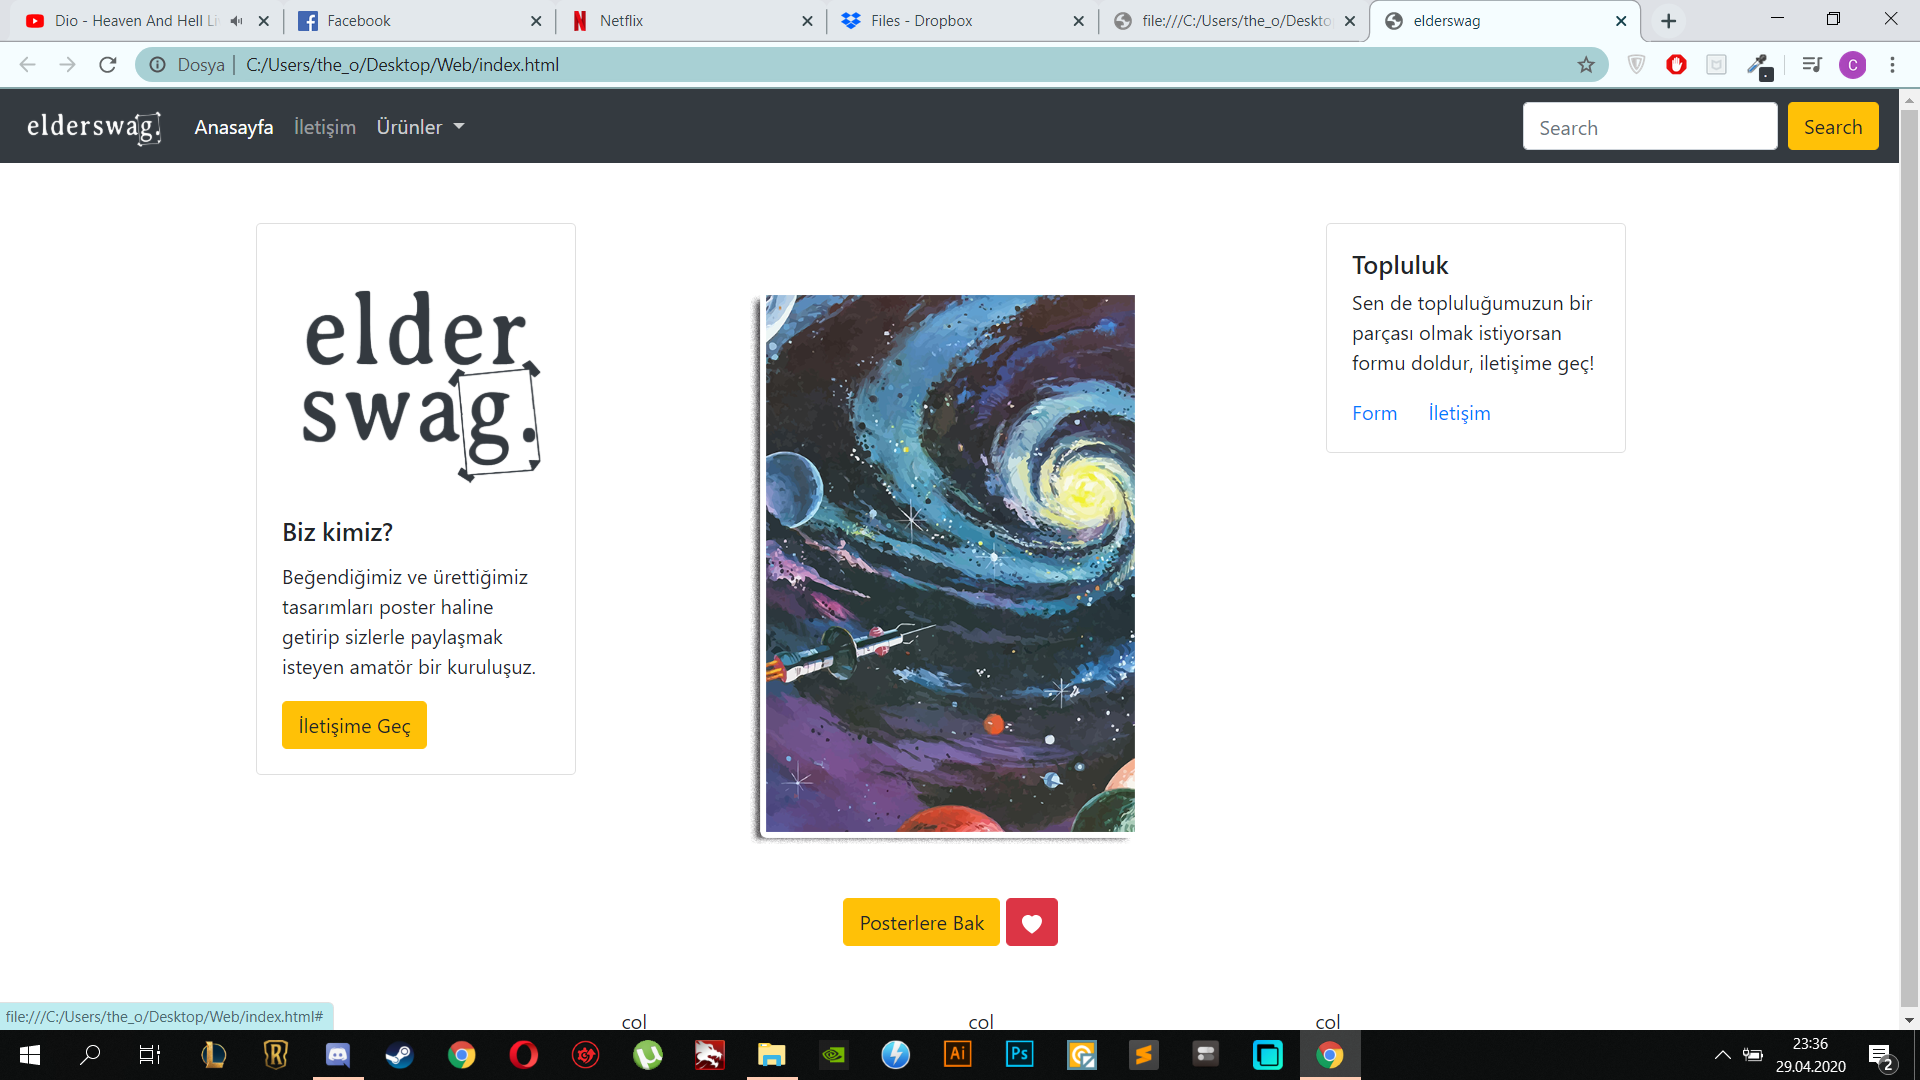 Dio - Heaven And Hell Li
Facebook
Netflix
Files - Dropbox
file:///C:/Users/the_o/Deskto
elderswag
Dosya
C:/Users/the_o/Desktop/Web/index.html
C
elderswag.
Anasayfa
İletişim
Ürünler
Search
Search
elder
swag.
Biz kimiz?
Beğendiğimiz ve ürettiğimiz
tasarımları poster haline
getirip sizlerle paylaşmak
isteyen amatör bir kuruluşuz.
İletişime Geç
Topluluk
Sen de topluluğumuzun bir
parçası olmak istiyorsan
formu doldur, iletişime geç!
Form
İletişim
Posterlere Bak
col
col
col
file:///C:/Users/the_o/Desktop/Web/index.html#
Ai
Ps
23:36
29.04.2020
2